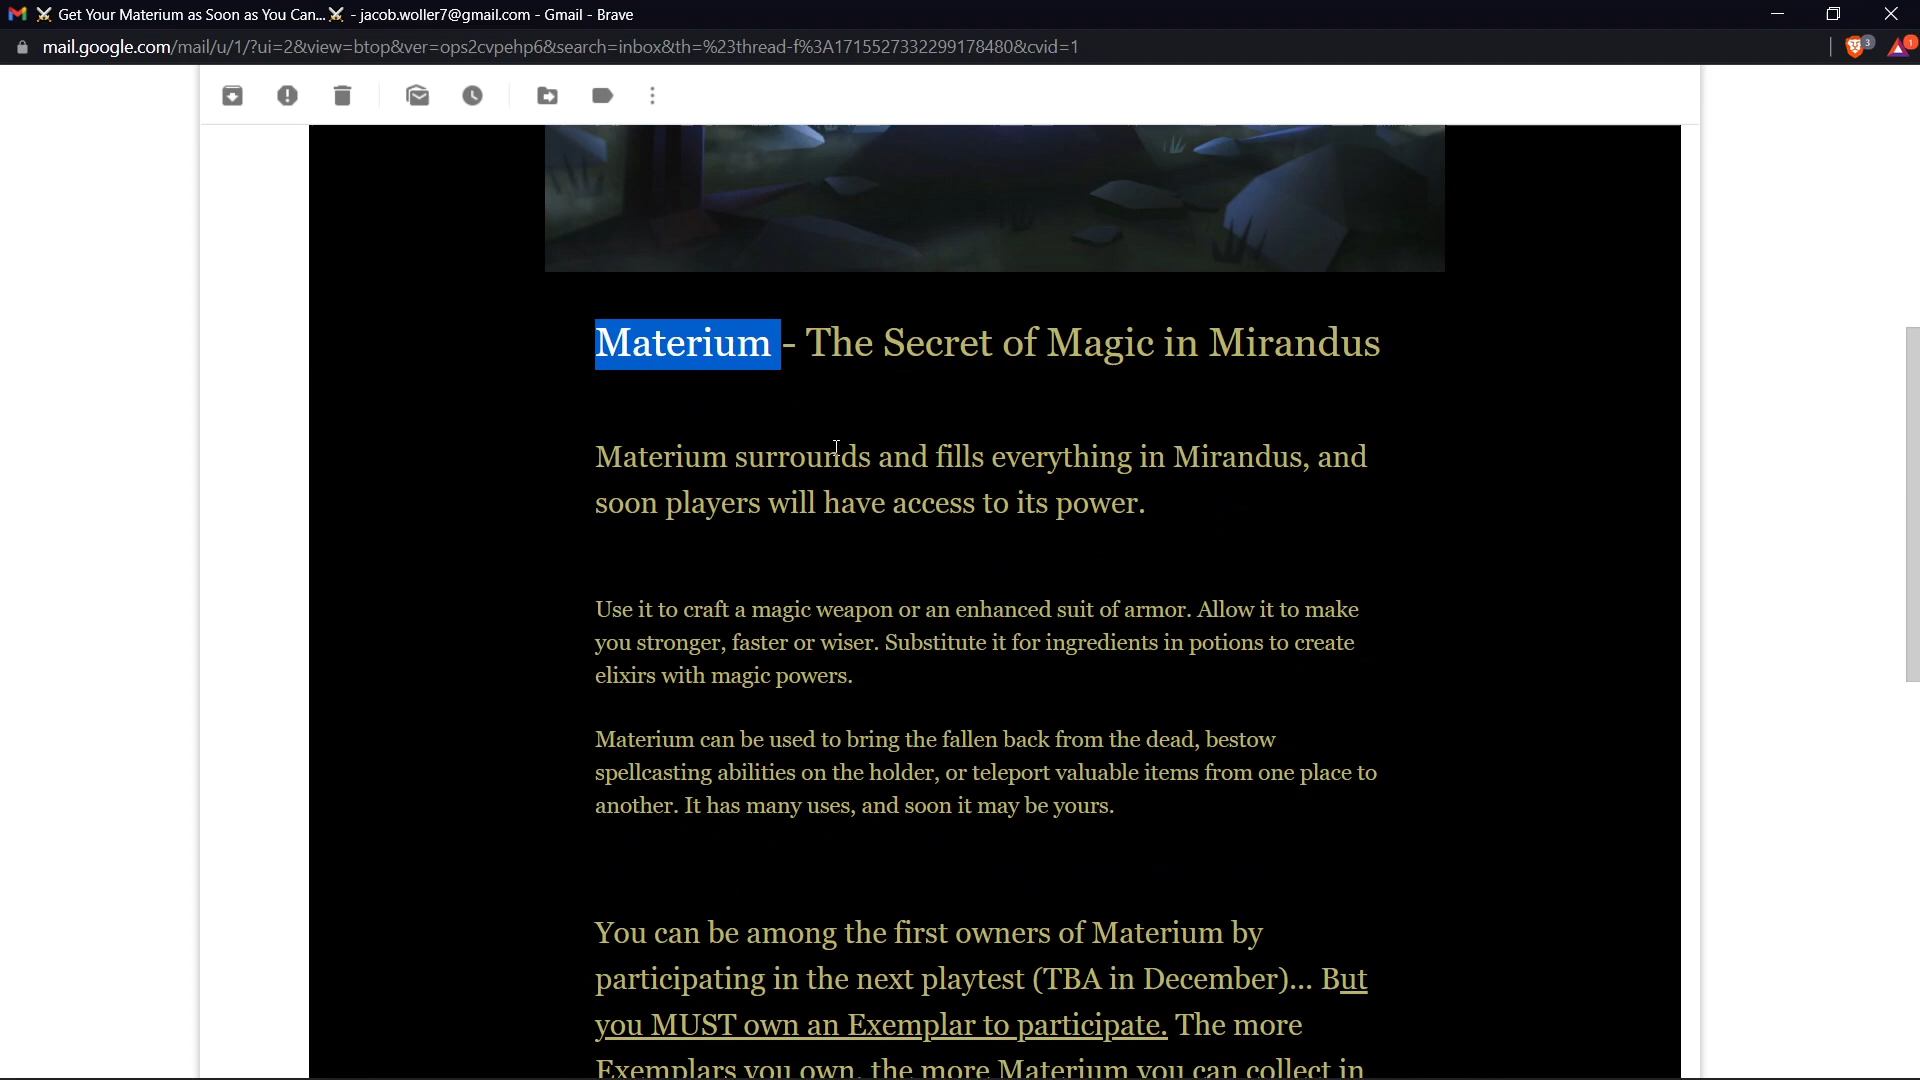 Get Your Materium as Soon as You Can... - jacob.woller7@gmail.com - Gmail - Brave
mail.google.com/mail/u/1/?ui=2&view=btop&ver=ops2cvpehp6&search=inbox&th=%23thread-f%3A1715527332299178480&cvid=1
3
1
Materium - The Secret of Magic in Mirandus
Materium surrounds and fills everything in Mirandus, and
soon players will have access to its power.
Use it to craft a magic weapon or an enhanced suit of armor. Allow it to make
you stronger, faster or wiser. Substitute it for ingredients in potions to create
elixirs with magic powers.
Materium can be used to bring the fallen back from the dead, bestow
spellcasting abilities on the holder, or teleport valuable items from one place to
another. It has many uses, and soon it may be yours.
You can be among the first owners of Materium by
participating in the next playtest (TBA in December)... But
you MUST own an Exemplar to participate. The more
Exemplars you own, the more Materium you can collect in